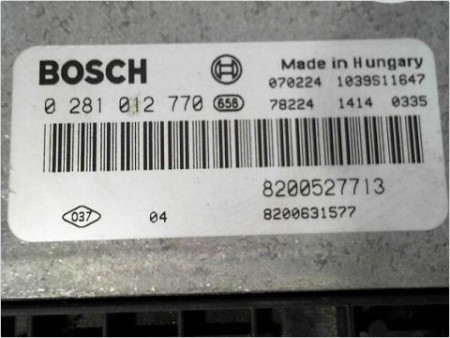 BOSCH
Made in Hungary
070224 1039S11647
0 281 012 770 658 78224 1414 0335
8200527713
037 04 8200631577